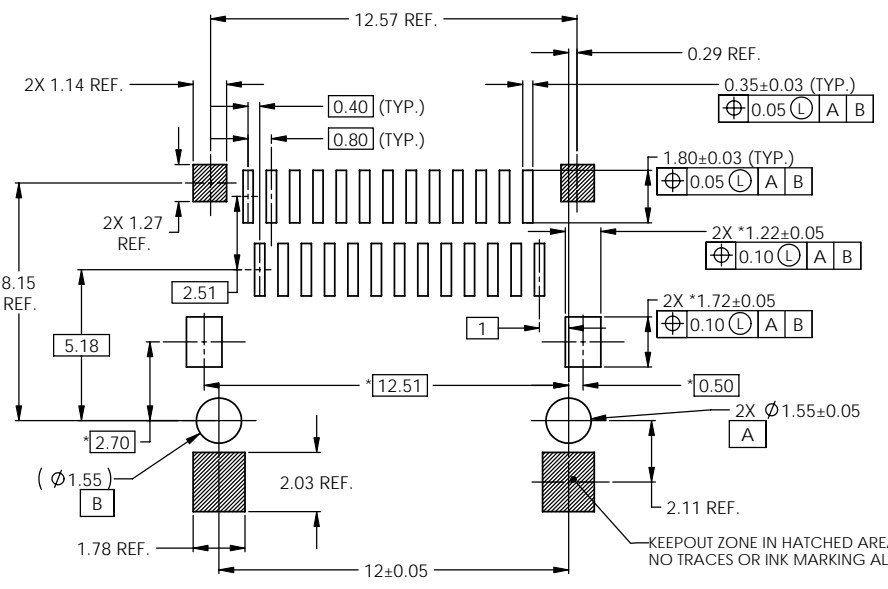 12.57 REF.
0.29 REF.
2X 1.14 REF.
0.35±0.03 (TYP.)
⌖ 0.05 Ⓛ A B
0.40 (TYP.)
0.80 (TYP.)
1.80±0.03 (TYP.)
⌖ 0.05 Ⓛ A B
2X 1.27
REF.
2X *1.22±0.05
⌖ 0.10 Ⓛ A B
8.15
REF.
2.51
2X *1.72±0.05
⌖ 0.10 Ⓛ A B
1
5.18
*12.51
*0.50
2X Ø1.55±0.05
A
*2.70
(Ø1.55)
B
2.03 REF.
2.11 REF.
1.78 REF.
KEEPOUT ZONE IN HATCHED AREA
NO TRACES OR INK MARKING AL
12±0.05